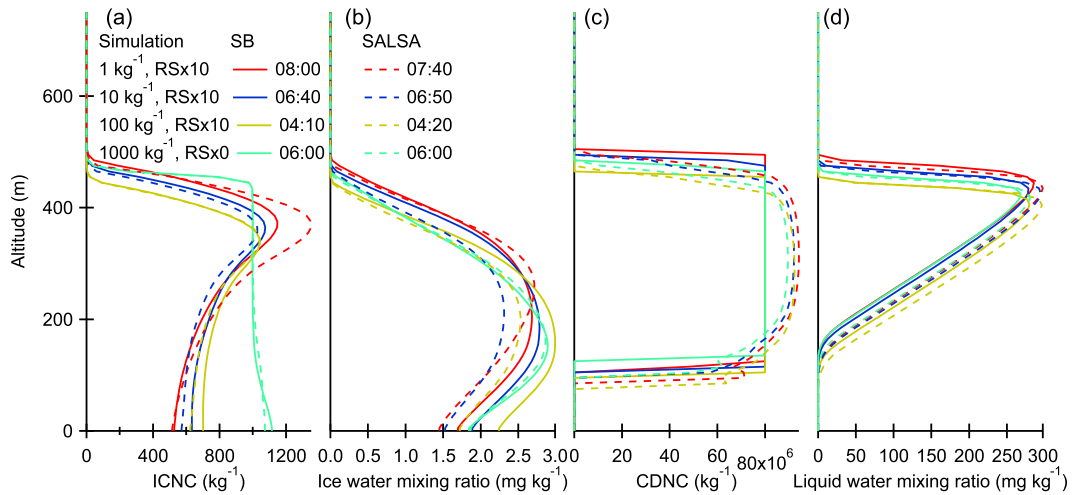 (a) (b) (c) (d)
Simulation SB SALSA
1 kg⁻¹, RSx10 08:00 07:40
10 kg⁻¹, RSx10 06:40 06:50
100 kg⁻¹, RSx10 04:10 04:20
1000 kg⁻¹, RSx0 06:00 06:00
600
400
200
0
Altitude (m)
0 400 800 1200 0.0 0.5 1.0 1.5 2.0 2.5 3.0 0 20 40 60 80x10⁶ 0 50 100 150 200 250 300
ICNC (kg⁻¹) Ice water mixing ratio (mg kg⁻¹) CDNC (kg⁻¹) Liquid water mixing ratio (mg kg⁻¹)